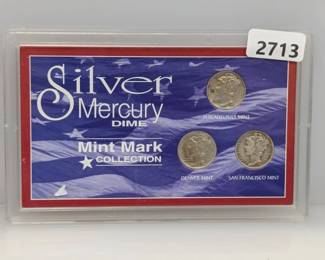 2713
Silver
Mercury
DIME
Mint Mark
COLLECTION
PHILADELPHIA MINT
DENVER MINT
SAN FRANCISCO MINT